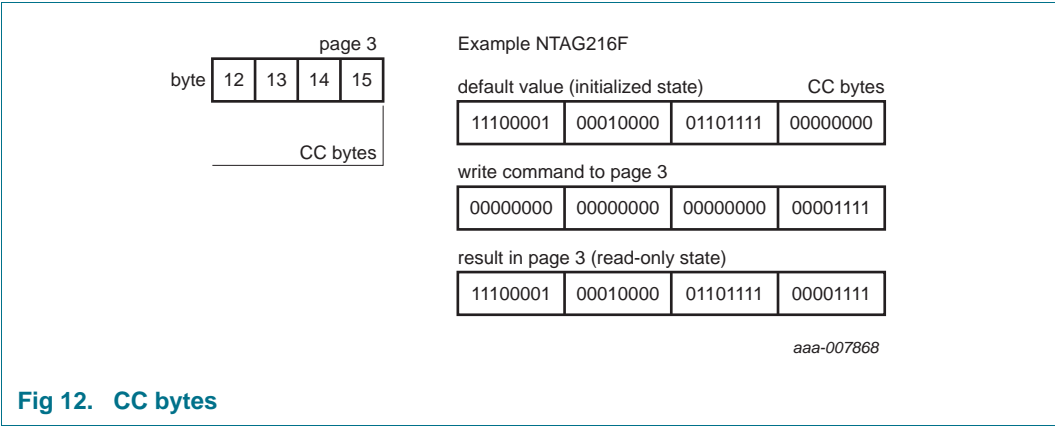 page 3
byte 12 13 14 15
CC bytes
Example NTAG216F
default value (initialized state) CC bytes
11100001 00010000 01101111 00000000
write command to page 3
00000000 00000000 00000000 00001111
result in page 3 (read-only state)
11100001 00010000 01101111 00001111
aaa-007868
Fig 12. CC bytes